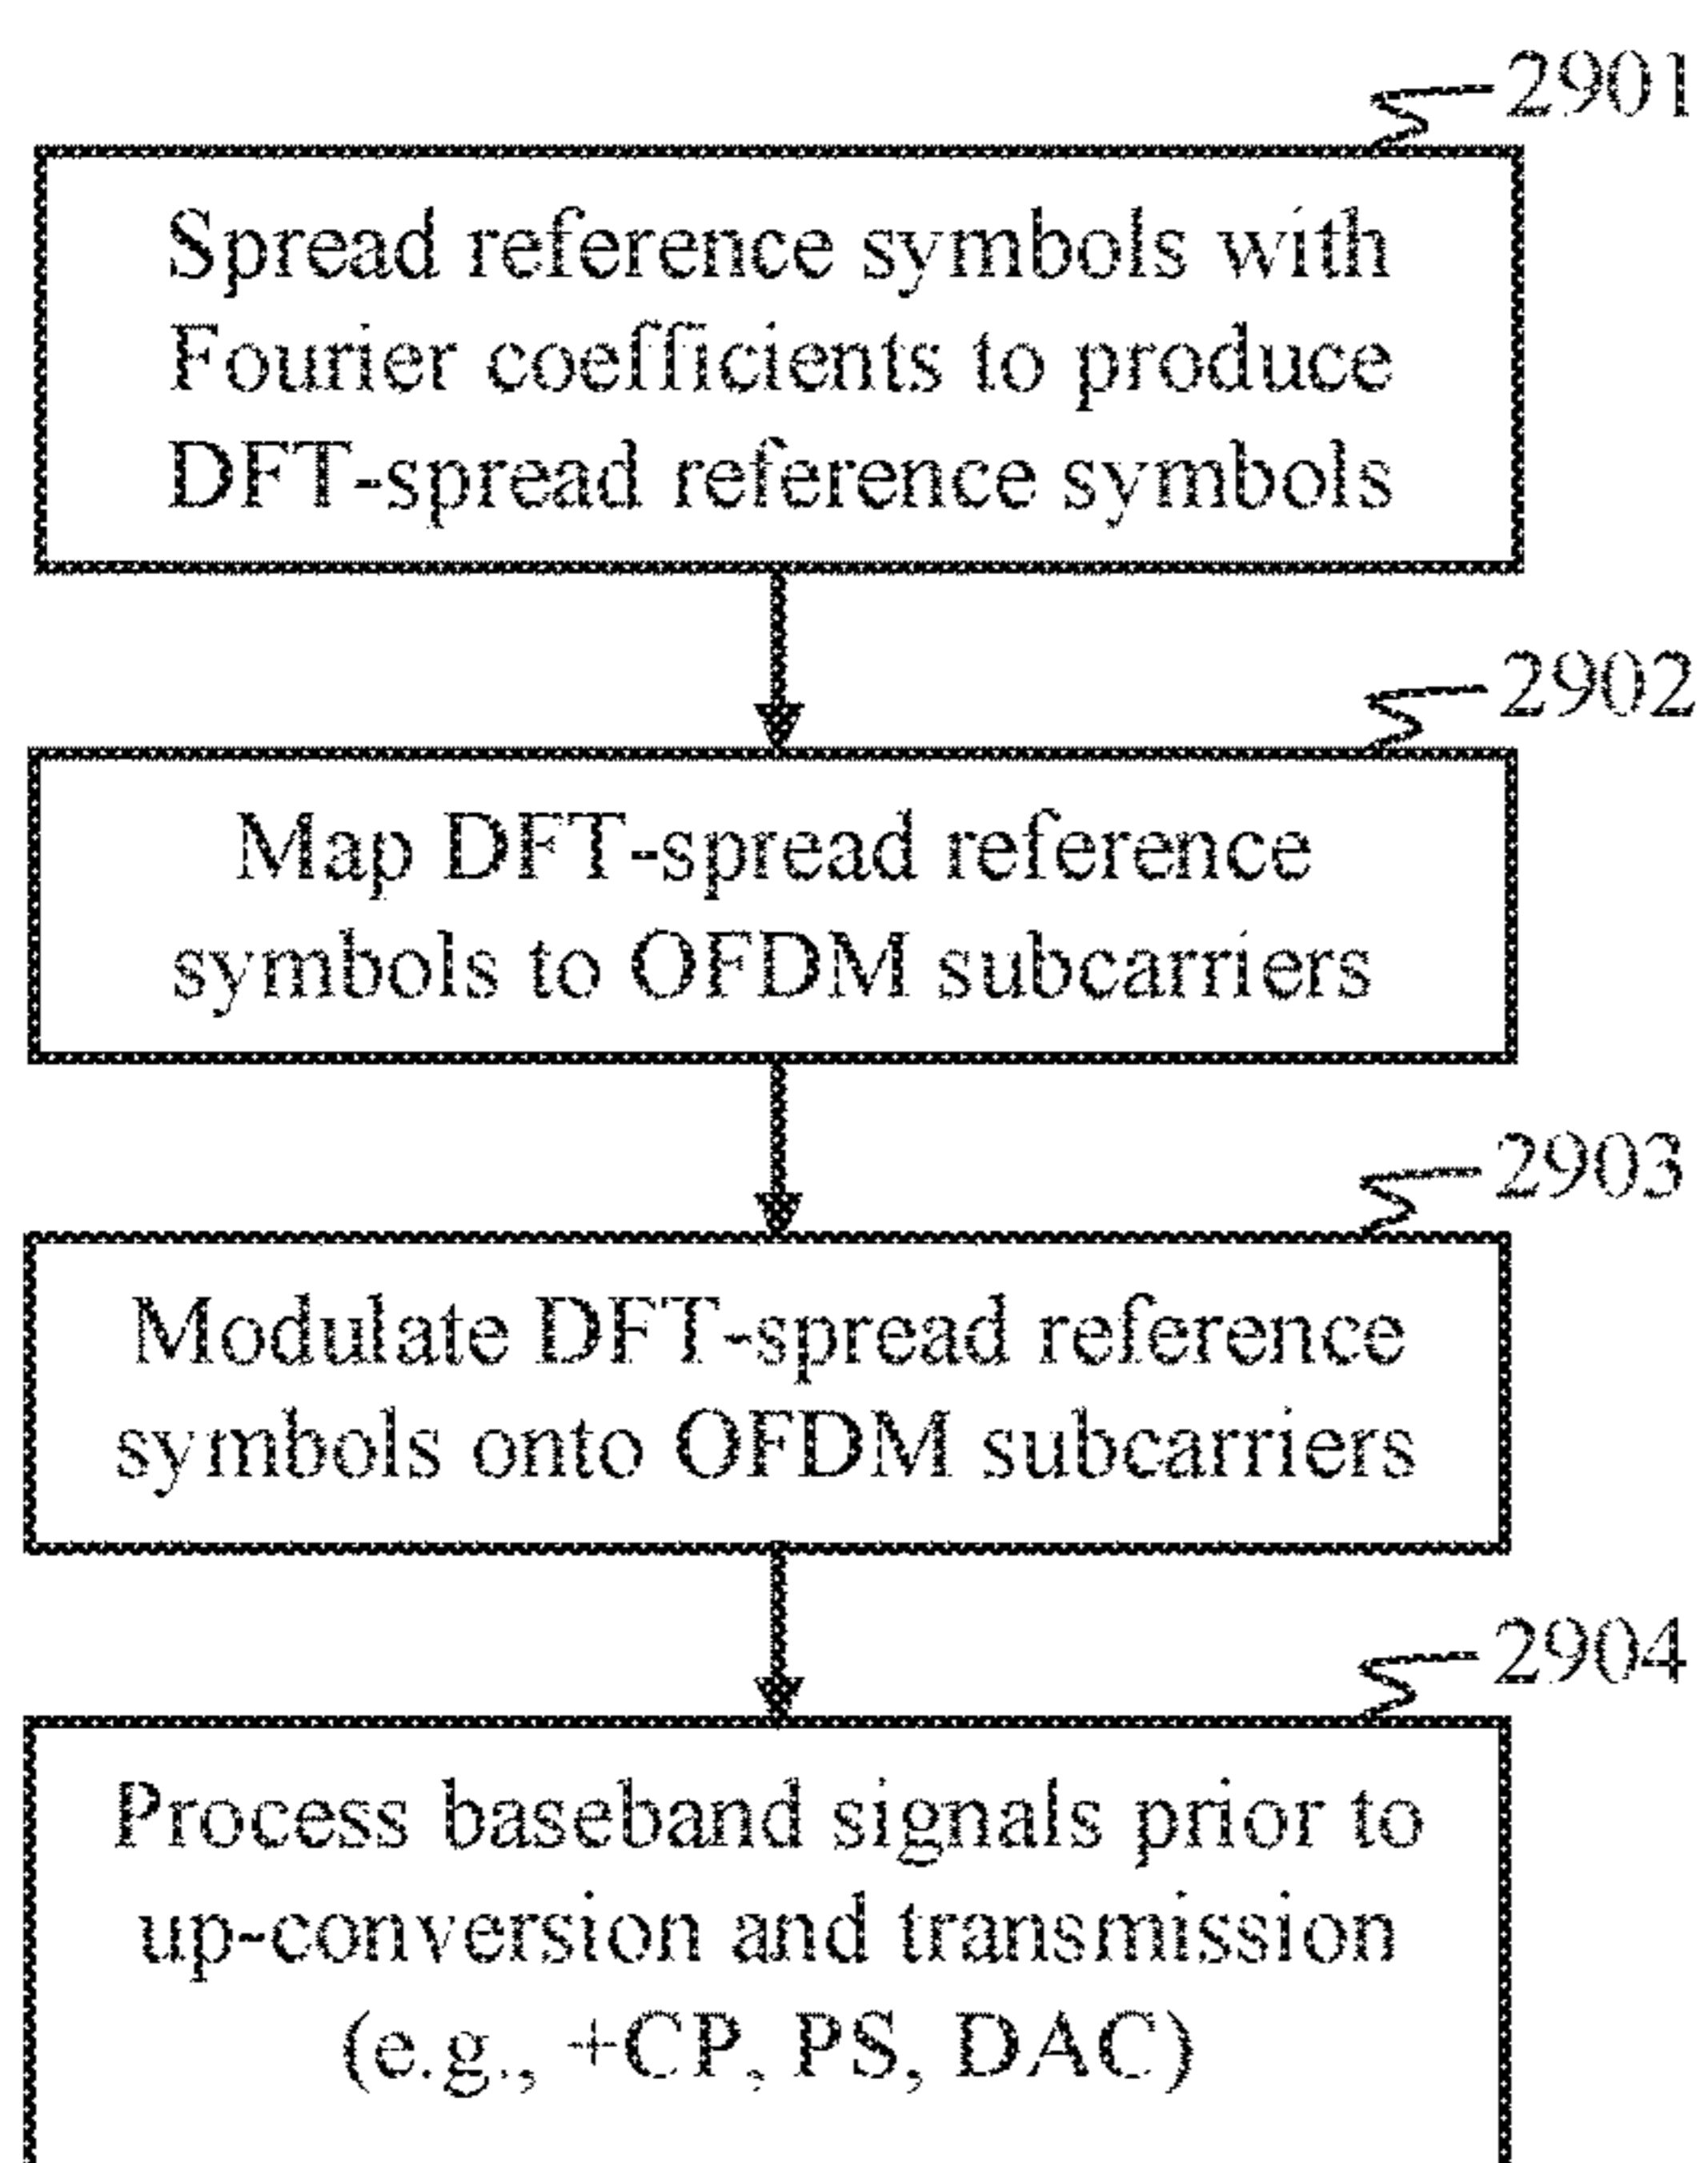 2901
Spread reference symbols with
Fourier coefficients to produce
DFT-spread reference symbols
2902
Map DFT-spread reference
symbols to OFDM subcarriers
2903
Modulate DFT-spread reference
symbols onto OFDM subcarriers
2904
Process baseband signals prior to
up-conversion and transmission
(e.g., +CP, PS, DAC)